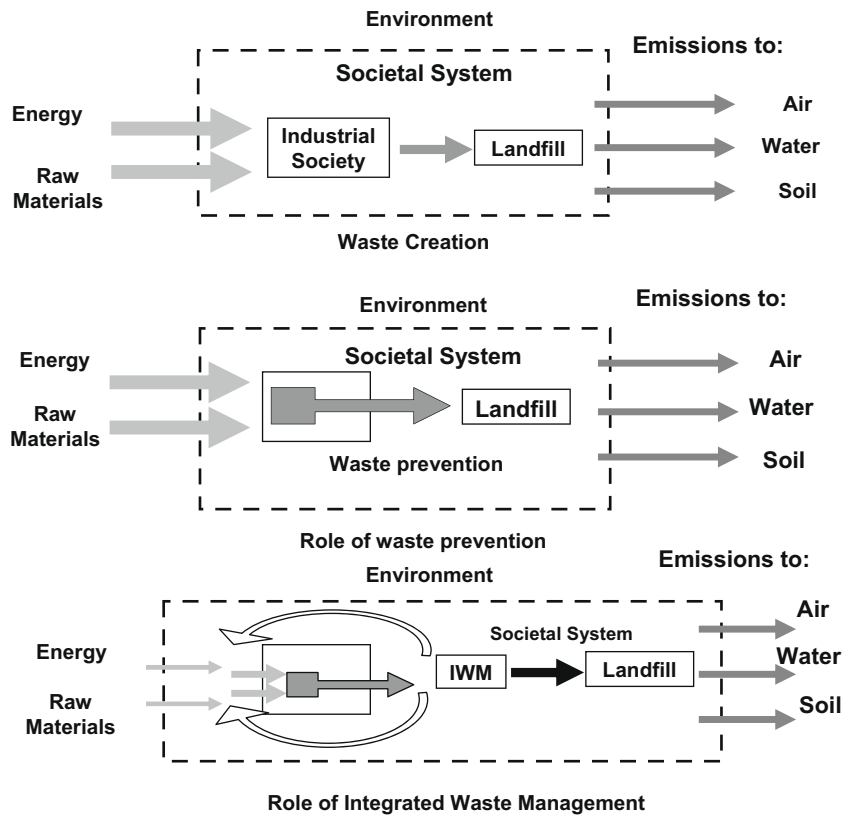 Environment
Emissions to:
Societal System
Energy
Industrial
Society
Landfill
Air
Water
Raw
Materials
Soil
Waste Creation
Environment
Emissions to:
Societal System
Energy
Air
Landfill
Water
Raw
Materials
Waste prevention
Soil
Role of waste prevention
Environment
Emissions to:
Air
Societal System
Energy
IWM
Landfill
Water
Raw
Materials
Soil
Role of Integrated Waste Management